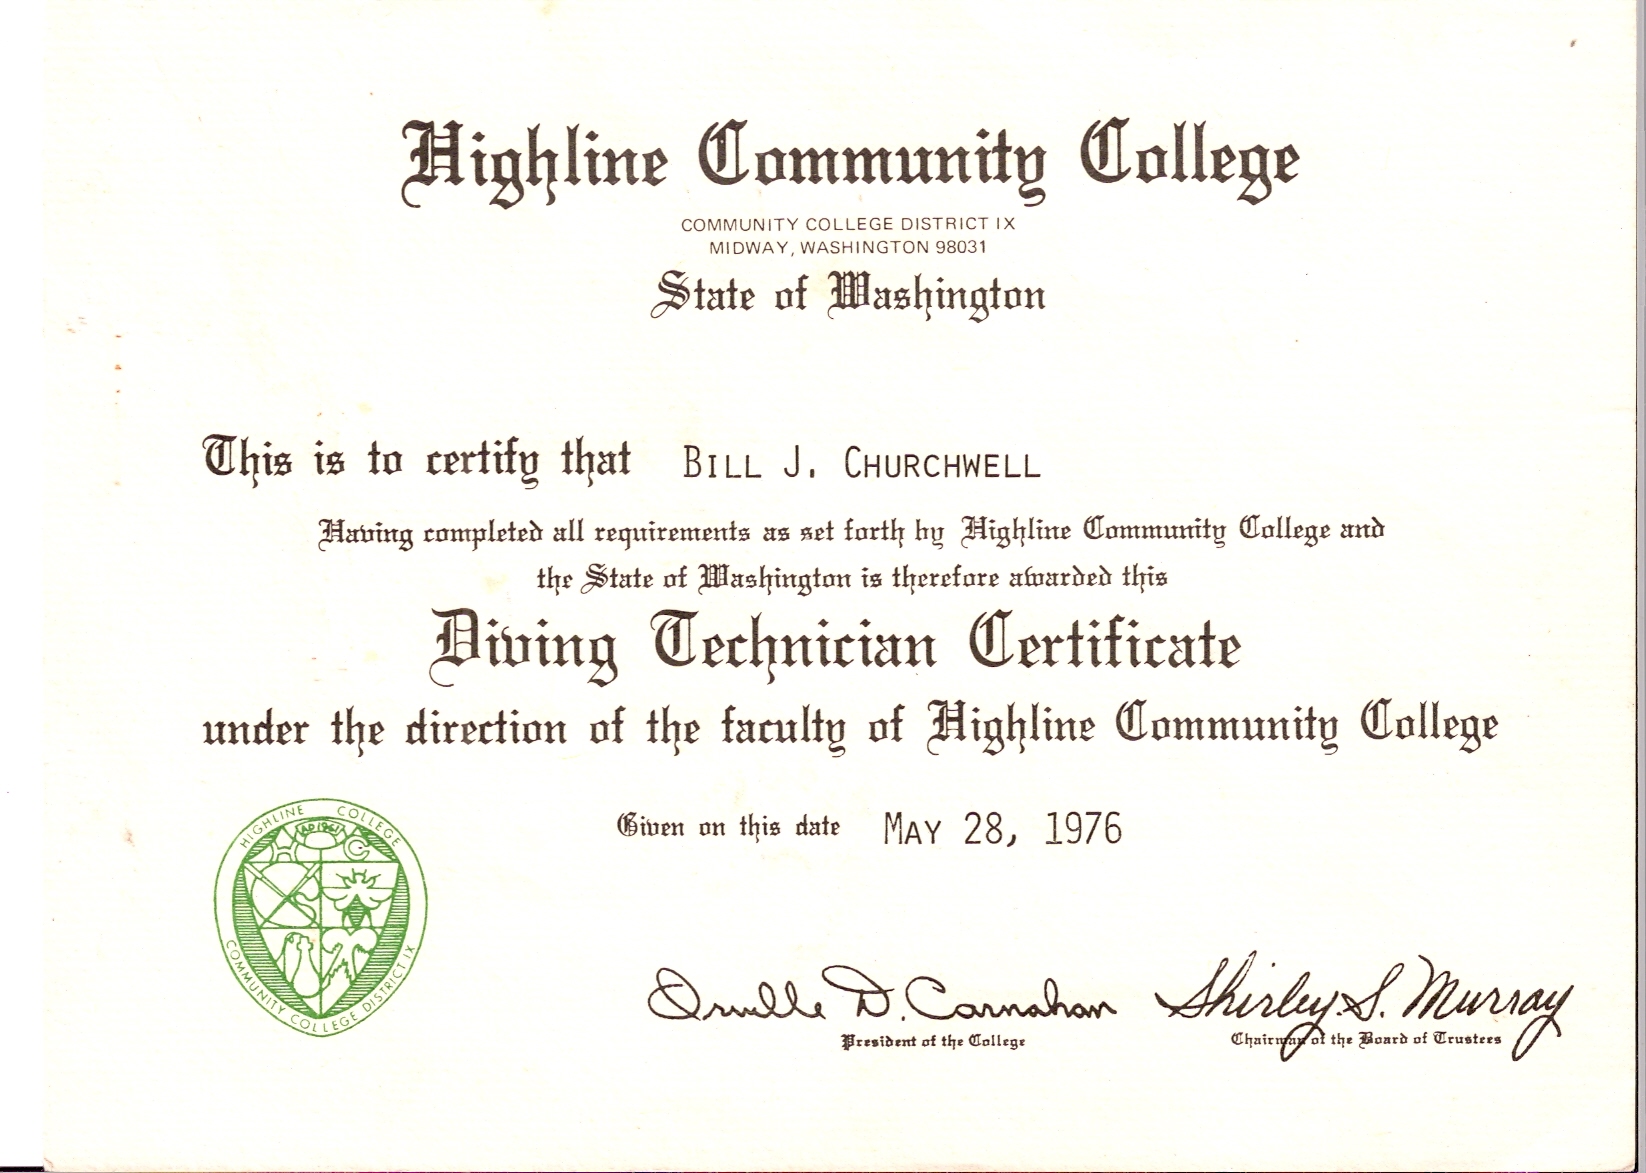 Highline Community College
COMMUNITY COLLEGE DISTRICT IX
MIDWAY, WASHINGTON 98031
State of Washington
This is to certify that BILL J. CHURCHWELL
Having completed all requirements as set forth by Highline Community College and
the State of Washington is therefore awarded this
Diving Technician Certificate
under the direction of the faculty of Highline Community College
Given on this date MAY 28, 1976
HIGHLINE COLLEGE
AD 1961
COMMUNITY COLLEGE DISTRICT IX
Orville D. Carnahan
President of the College
Shirley S. Murray
Chairman of the Board of Trustees